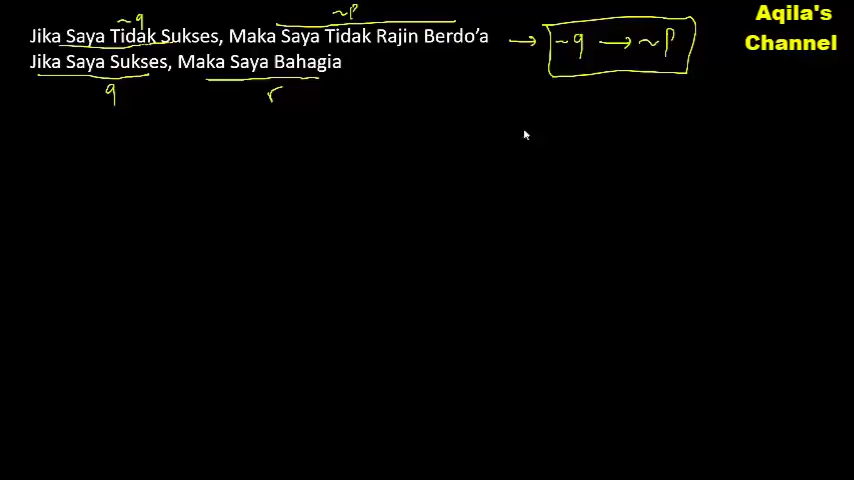 ~q ~p
Jika Saya Tidak Sukses, Maka Saya Tidak Rajin Berdo’a → ~q → ~p
Jika Saya Sukses, Maka Saya Bahagia
q r
Aqila's
Channel